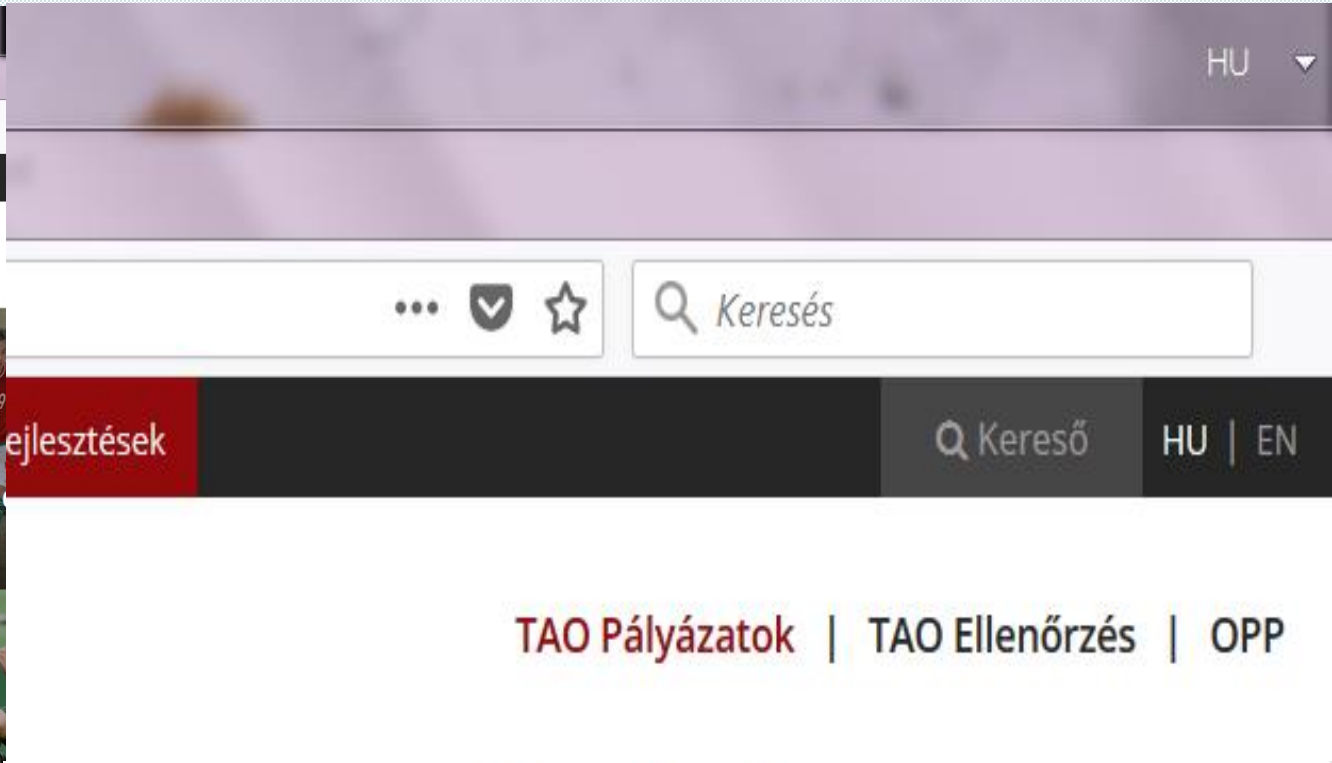 HU
Keresés
ejlesztések Kereső HU | EN
TAO Pályázatok | TAO Ellenőrzés | OPP